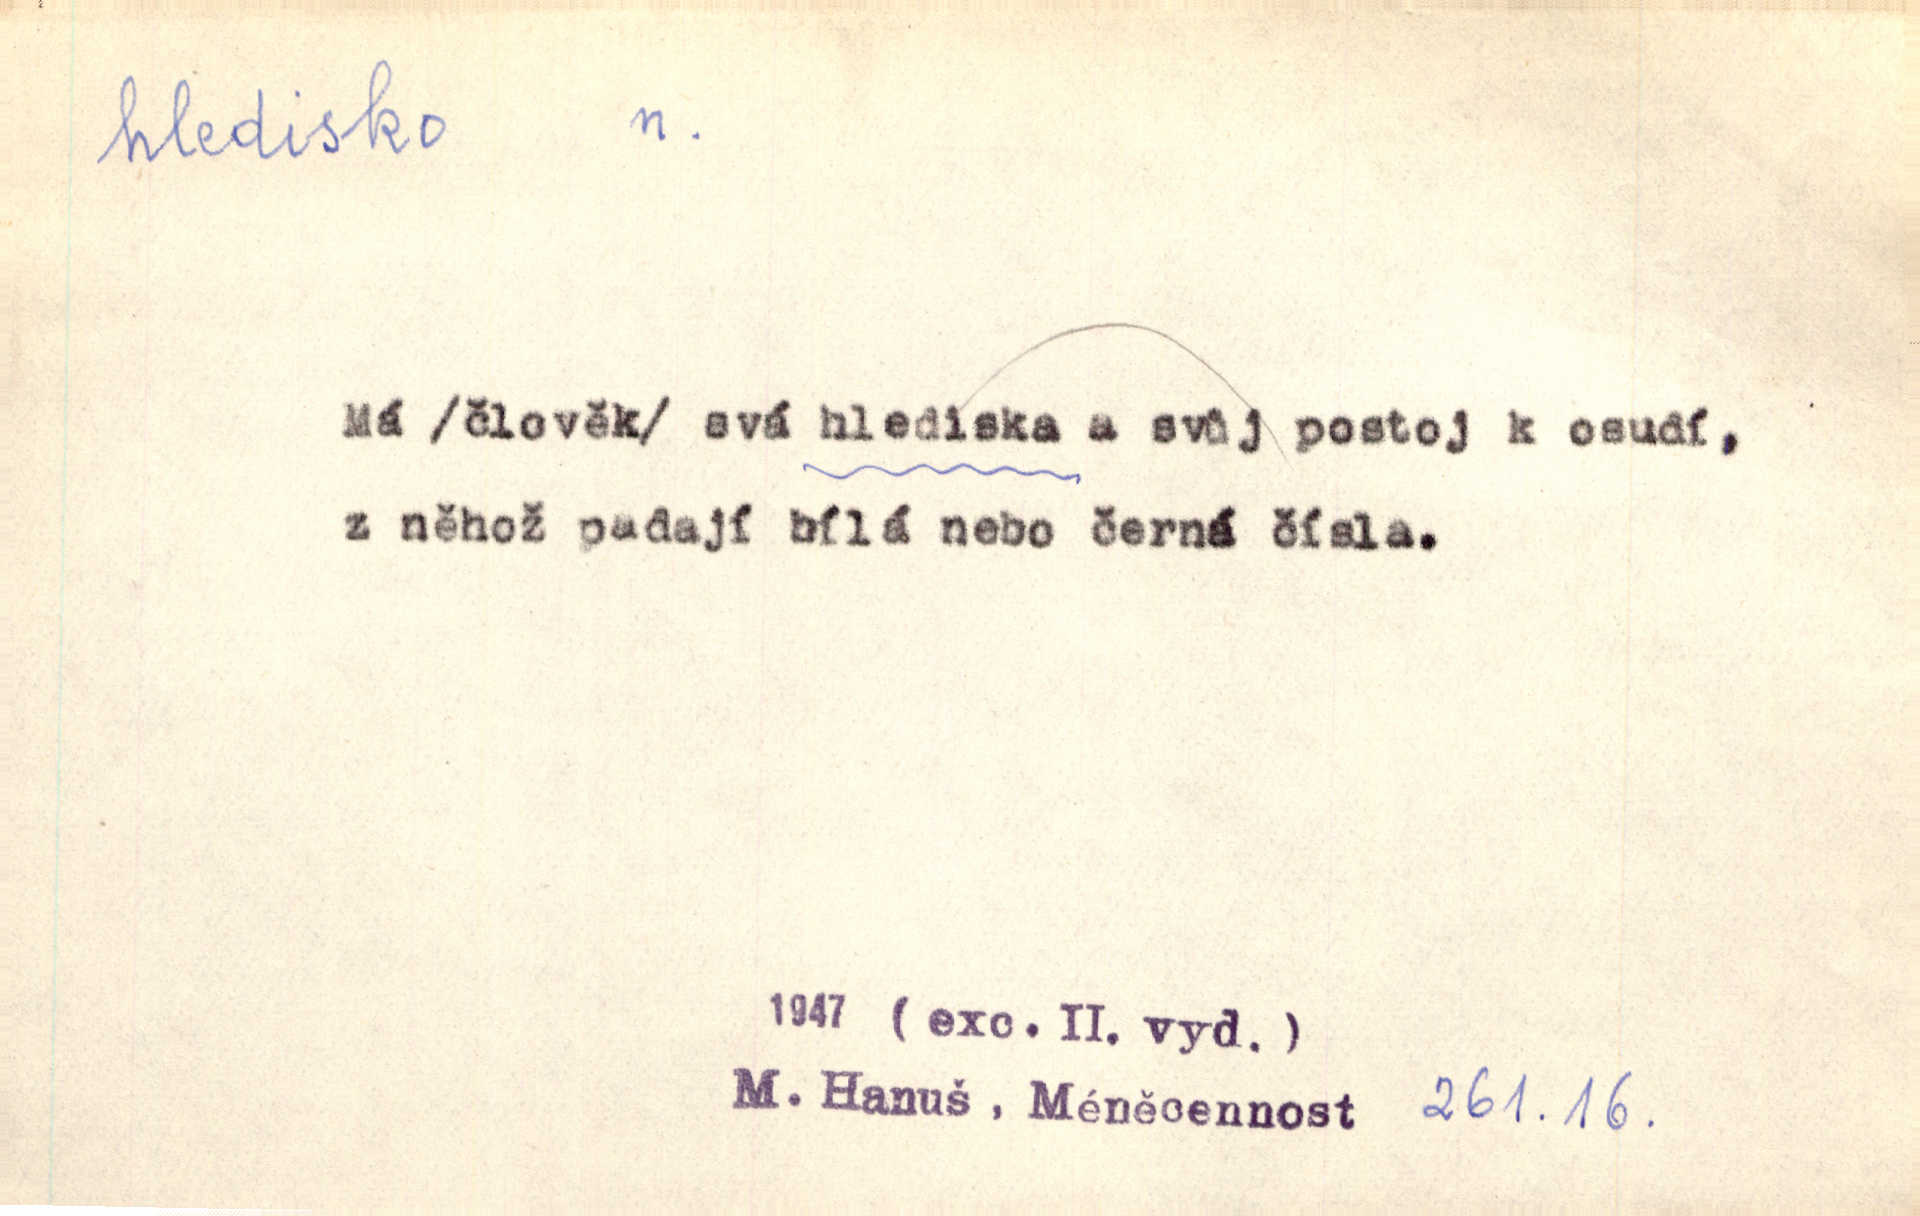 hledisko n.
Má /člověk/ svá hlediska a svůj postoj k osudí,
z něhož padají bílá nebo černá čísla.
1947 (exc. II. vyd.)
M. Hanuš, Méněcennost 261.16.